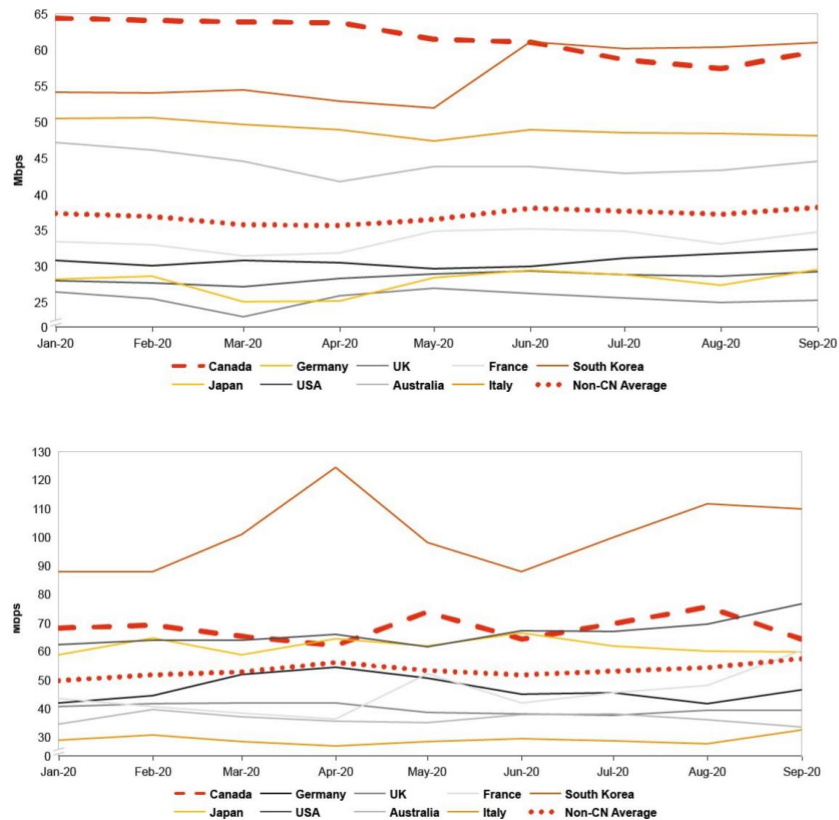 65
60
55
50
45
40
35
30
25
0
Mbps
Jan-20 Feb-20 Mar-20 Apr-20 May-20 Jun-20 Jul-20 Aug-20 Sep-20
Canada Germany UK France South Korea
Japan USA Australia Italy Non-CN Average
130
120
110
100
90
80
70
60
50
40
30
0
Mbps
Jan-20 Feb-20 Mar-20 Apr-20 May-20 Jun-20 Jul-20 Aug-20 Sep-20
Canada Germany UK France South Korea
Japan USA Australia Italy Non-CN Average